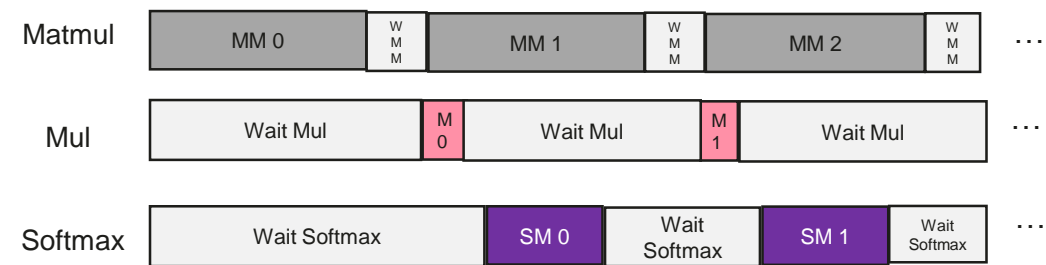 Matmul
MM 0
W
M
M
MM 1
W
M
M
MM 2
W
M
M
...
Mul
Wait Mul
M
0
Wait Mul
M
1
Wait Mul
...
Softmax
Wait Softmax
SM 0
Wait
Softmax
SM 1
Wait
Softmax
...